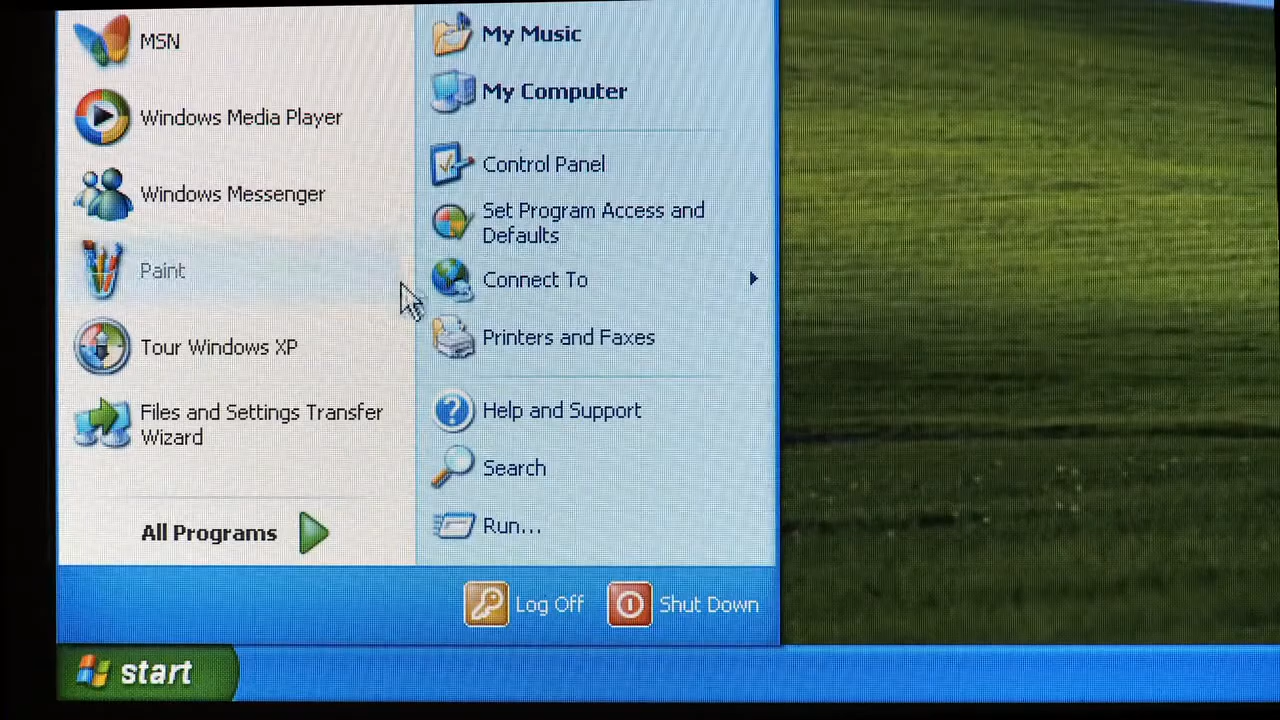 MSN
Windows Media Player
Windows Messenger
Paint
Tour Windows XP
Files and Settings Transfer
Wizard
All Programs
My Music
My Computer
Control Panel
Set Program Access and
Defaults
Connect To
Printers and Faxes
Help and Support
Search
Run...
Log Off
Shut Down
start